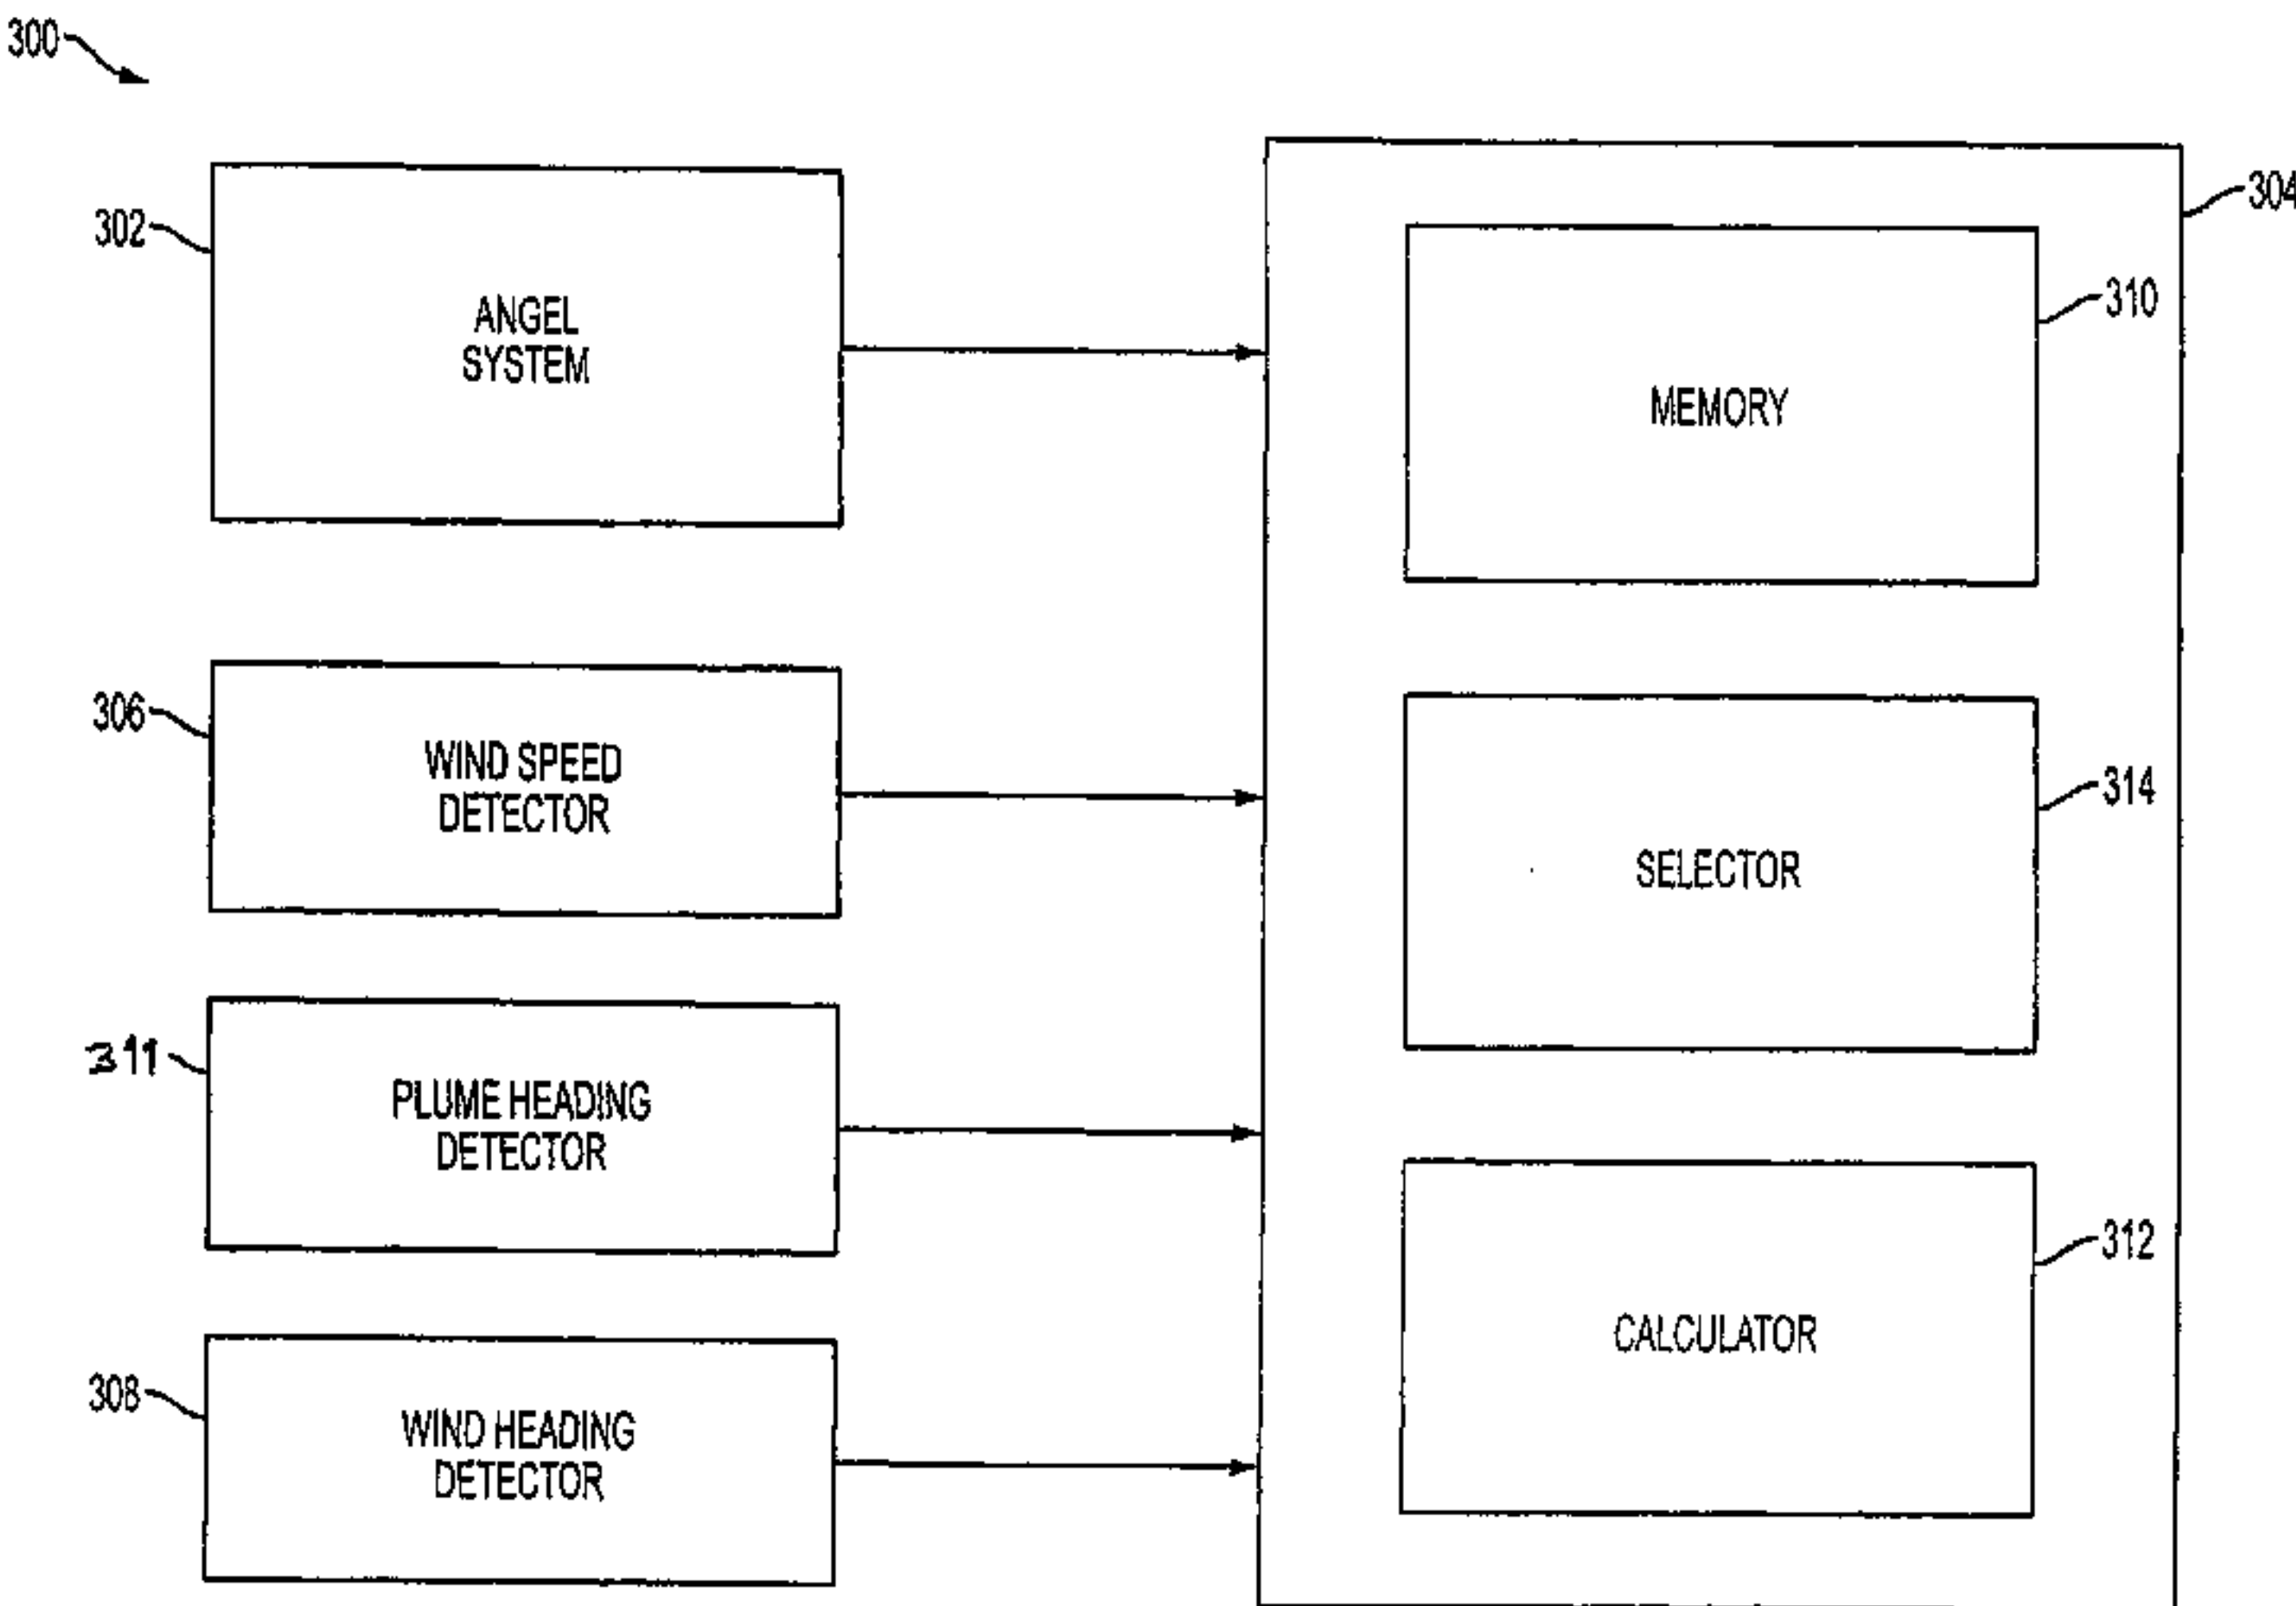 300
302
ANGEL
SYSTEM
304
MEMORY
310
306
WIND SPEED
DETECTOR
SELECTOR
314
311
PLUME HEADING
DETECTOR
CALCULATOR
312
308
WIND HEADING
DETECTOR